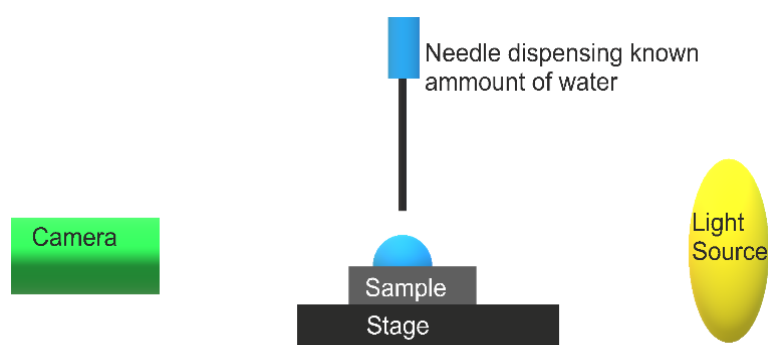 Needle dispensing known
ammount of water
Camera
Light
Source
Sample
Stage